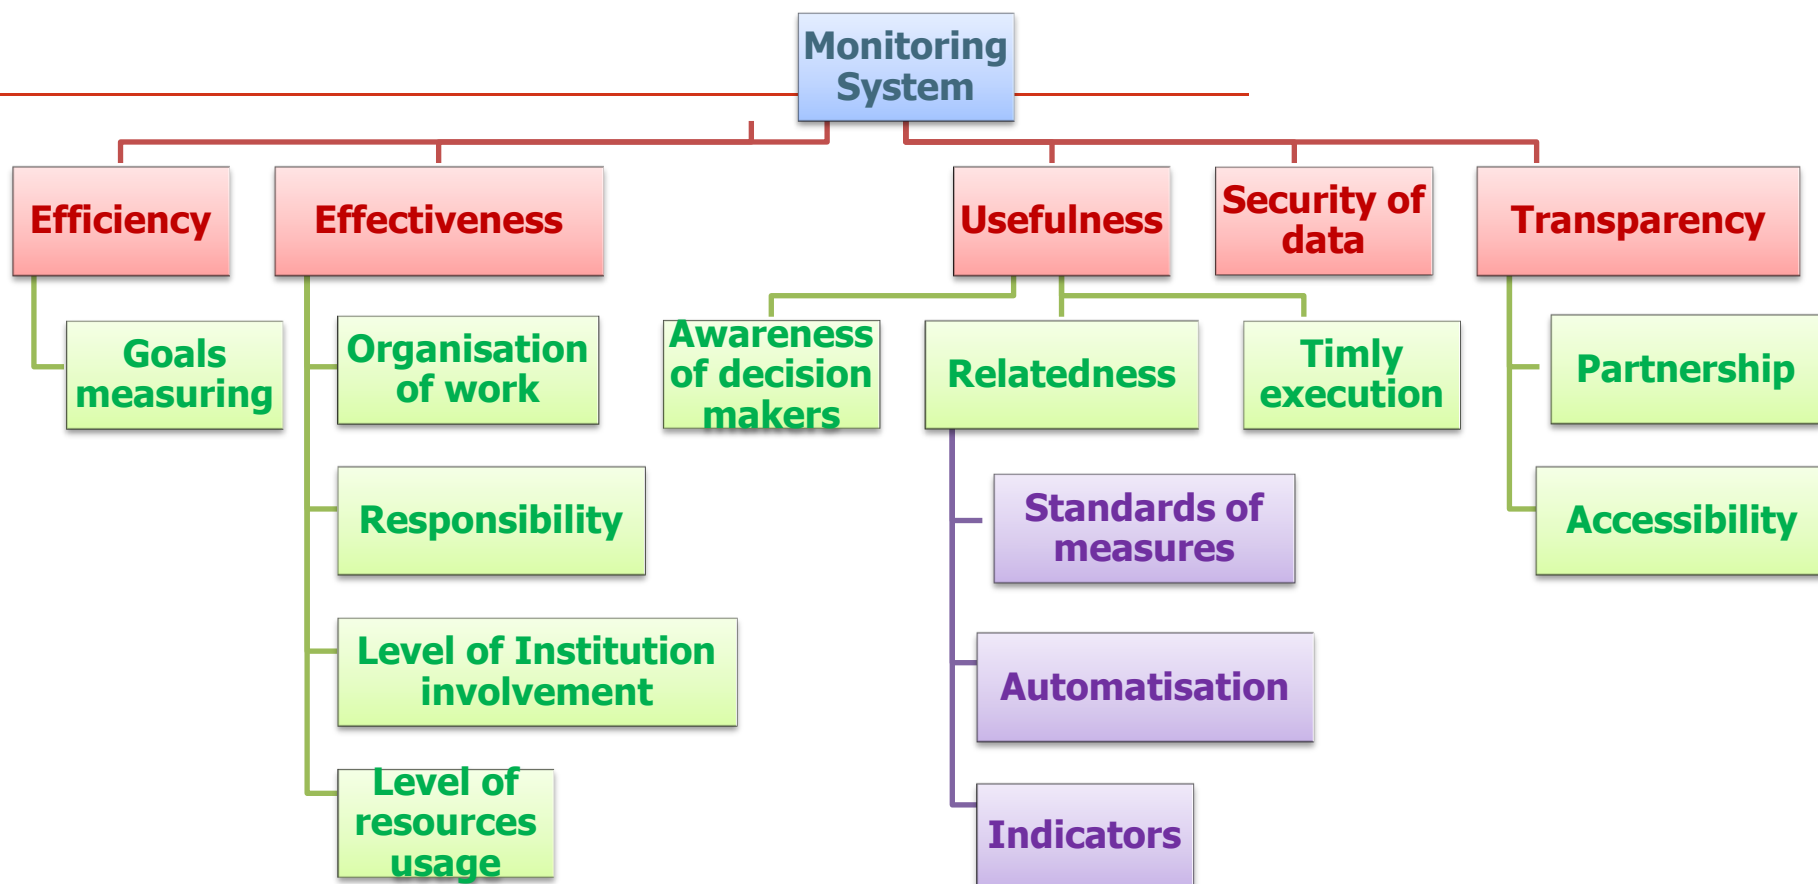 Monitoring
System
Efficiency
Effectiveness
Usefulness
Security of
data
Transparency
Goals
measuring
Organisation
of work
Awareness
of decision
makers
Relatedness
Timly
execution
Partnership
Responsibility
Standards of
measures
Accessibility
Level of Institution
involvement
Automatisation
Level of
resources
usage
Indicators